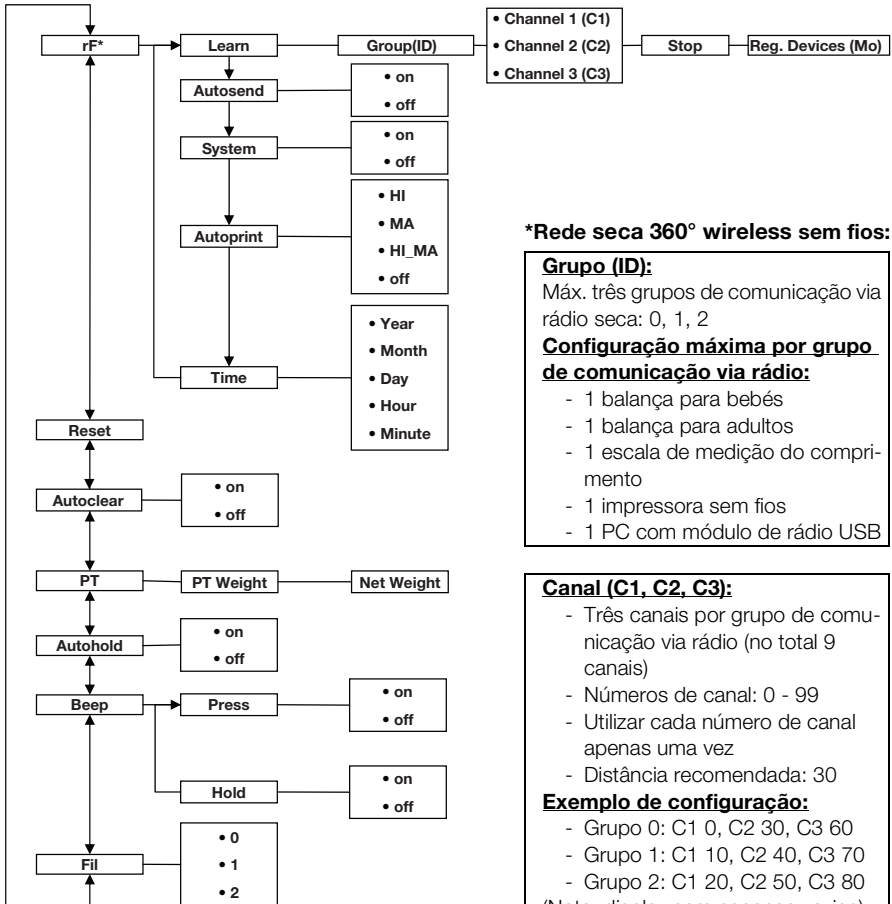 rF*
Learn
Group(ID)
• Channel 1 (C1)
• Channel 2 (C2)
• Channel 3 (C3)
Stop
Reg. Devices (Mo)
Autosend
• on
• off
System
• on
• off
Autoprint
• HI
• MA
• HI_MA
• off
Time
• Year
• Month
• Day
• Hour
• Minute
Reset
Autoclear
• on
• off
PT
PT Weight
Net Weight
Autohold
• on
• off
Beep
Press
• on
• off
Hold
• on
• off
Fil
• 0
• 1
• 2
*Rede seca 360° wireless sem fios:
Grupo (ID):
Máx. três grupos de comunicação via
rádio seca: 0, 1, 2
Configuração máxima por grupo
de comunicação via rádio:
- 1 balança para bebés
- 1 balança para adultos
- 1 escala de medição do compri-
mento
- 1 impressora sem fios
- 1 PC com módulo de rádio USB
Canal (C1, C2, C3):
- Três canais por grupo de comu-
nicação via rádio (no total 9
canais)
- Números de canal: 0 - 99
- Utilizar cada número de canal
apenas uma vez
- Distância recomendada: 30
Exemplo de configuração:
- Grupo 0: C1 0, C2 30, C3 60
- Grupo 1: C1 10, C2 40, C3 70
- Grupo 2: C1 20, C2 50, C3 80